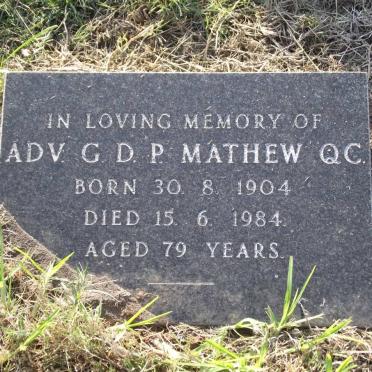 IN LOVING MEMORY OF
ADV. G. D. P. MATHEW QC.
BORN 30. 8. 1904
DIED 15. 6. 1984.
AGED 79 YEARS.